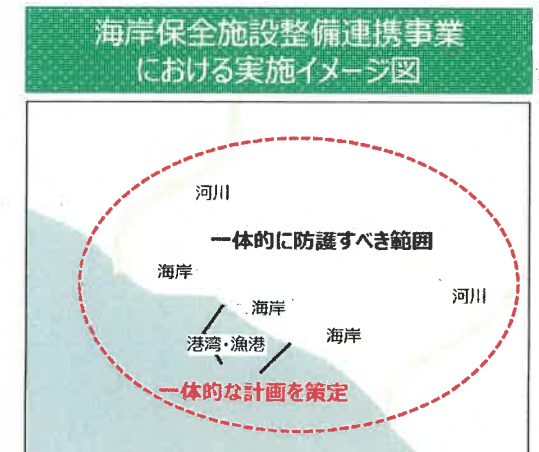 海岸保全施設整備連携事業
における実施イメージ図
河川
一体的に防護すべき範囲
海岸
河川
海岸
海岸
港湾・漁港
一体的な計画を策定